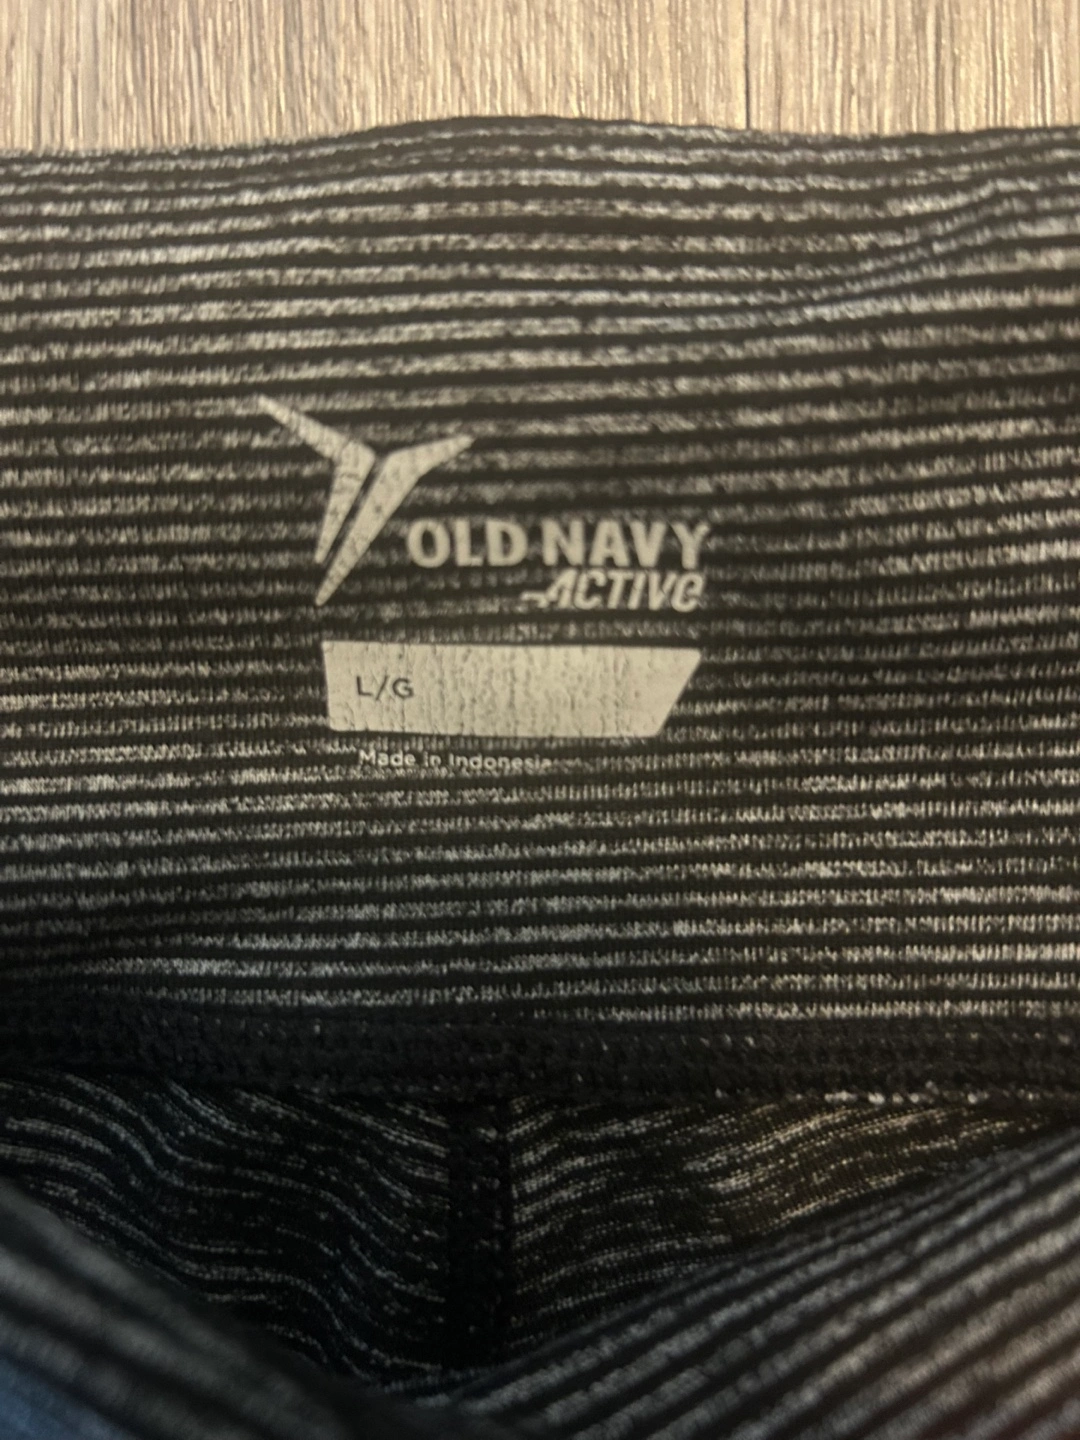 OLD NAVY
ACTIVE
L/G
Made in Indonesia